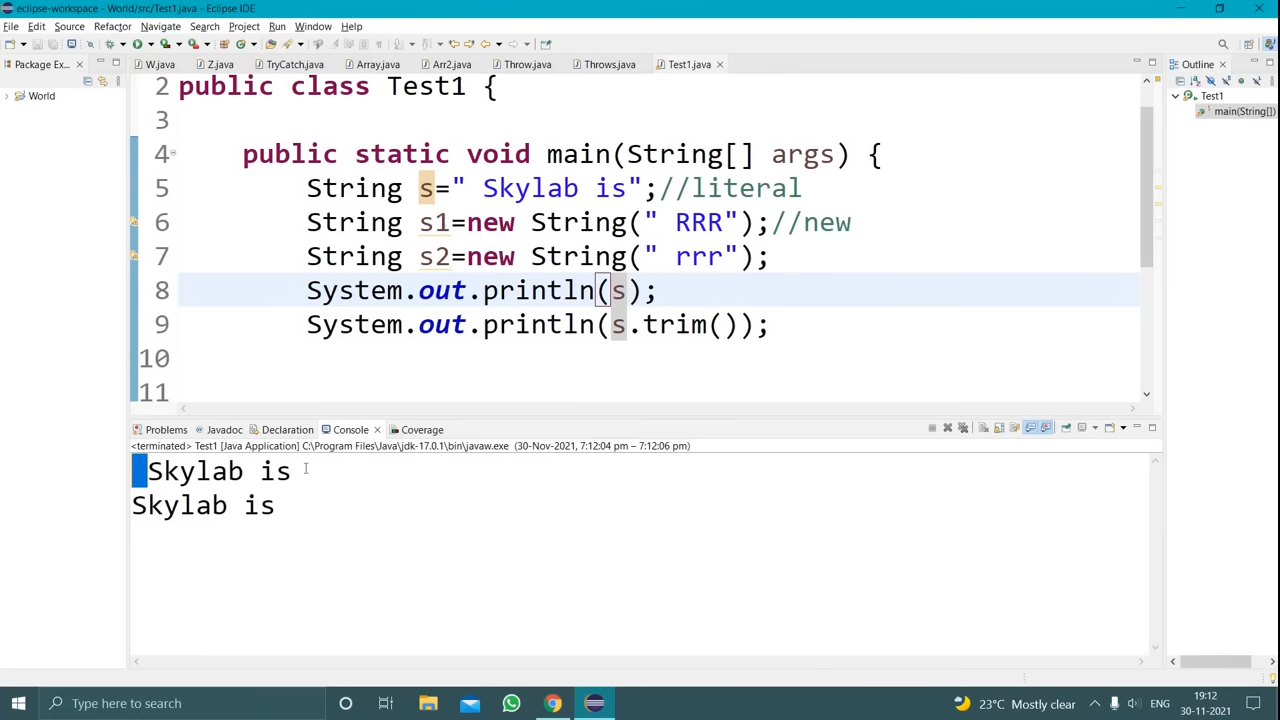 eclipse-workspace - World/src/Test1.java - Eclipse IDE
File Edit Source Refactor Navigate Search Project Run Window Help
Package Ex... W.java Z.java TryCatch.java Array.java Arr2.java Throw.java Throws.java Test1.java Outline
World
Test1
main(String[])
2 public class Test1 {
3
4 public static void main(String[] args) {
5 String s=" Skylab is";//literal
6 String s1=new String(" RRR");//new
7 String s2=new String(" rrr");
8 System.out.println(s);
9 System.out.println(s.trim());
10
11
Problems Javadoc Declaration Console Coverage
<terminated> Test1 [Java Application] C:\Program Files\Java\jdk-17.0.1\bin\javaw.exe (30-Nov-2021, 7:12:04 pm – 7:12:06 pm)
Skylab is
Skylab is
Type here to search
23°C Mostly clear
ENG
19:12
30-11-2021